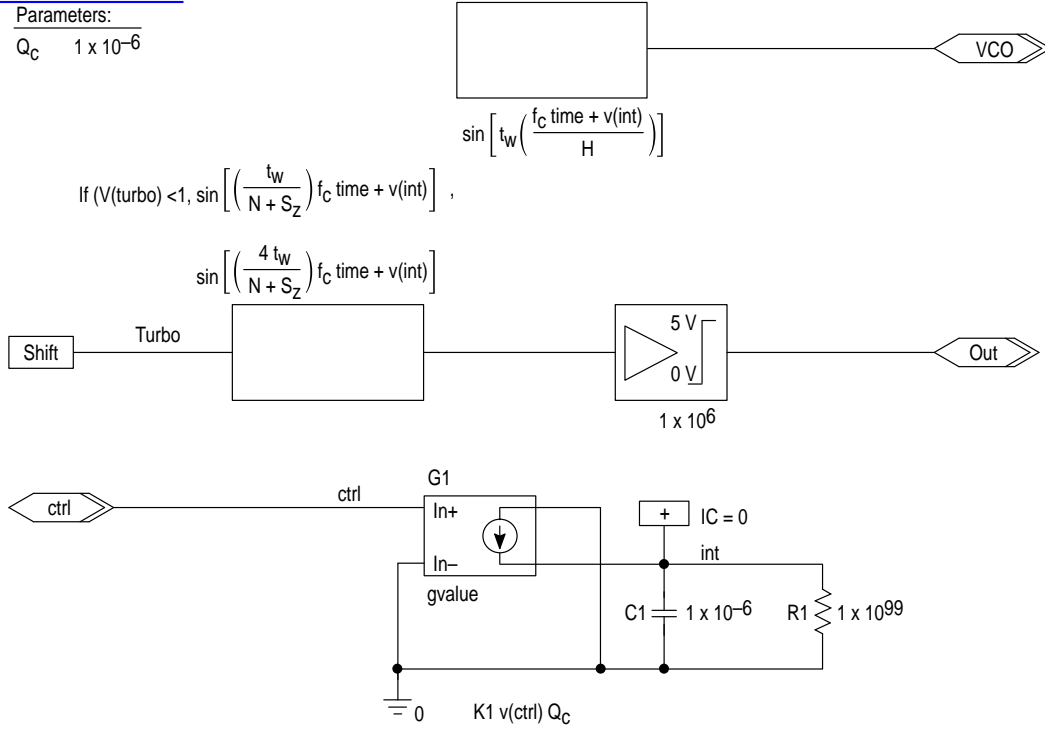 Parameters:
Qc 1 x 10–6
VCO
sin [ tw ( fc time + v(int) / H ) ]
If (V(turbo) <1, sin [ ( tw / N + Sz ) fc time + v(int) ] ,
sin [ ( 4 tw / N + Sz ) fc time + v(int) ]
Shift
Turbo
5 V
0 V
Out
1 x 106
ctrl
ctrl
G1
In+
In–
gvalue
+
IC = 0
int
C1
1 x 10–6
R1
1 x 1099
0
K1 v(ctrl) Qc